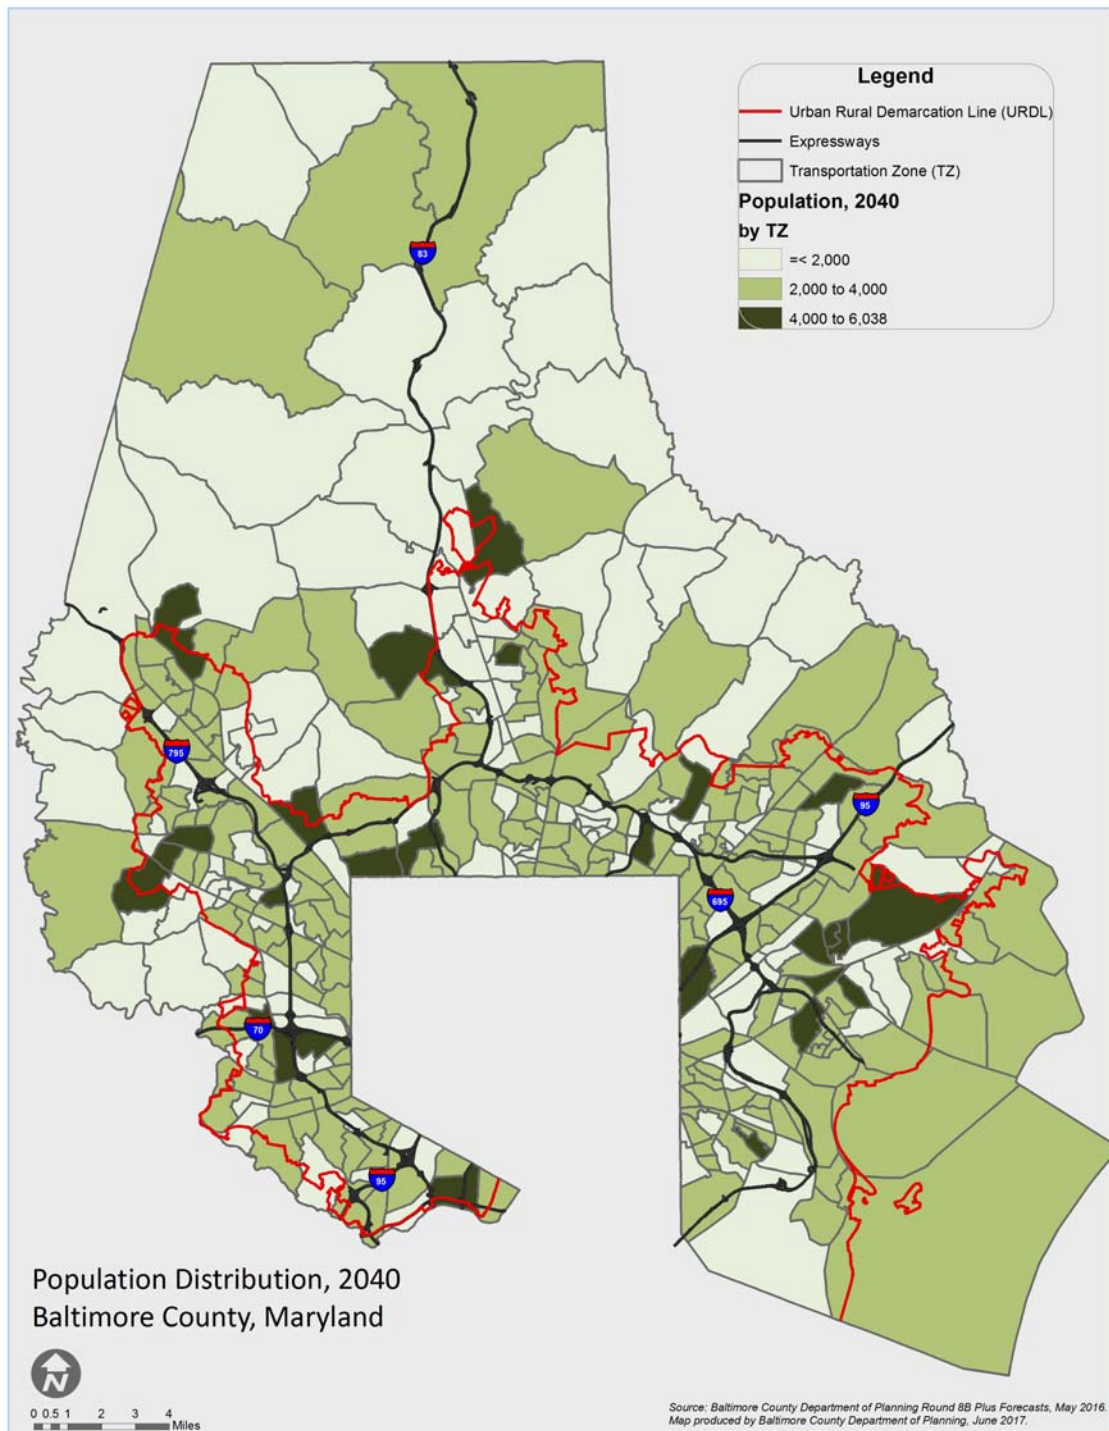 Legend
Urban Rural Demarcation Line (URDL)
Expressways
Transportation Zone (TZ)
Population, 2040
by TZ
=< 2,000
2,000 to 4,000
4,000 to 6,038
83
795
95
695
70
95
Population Distribution, 2040
Baltimore County, Maryland
N
0 0.5 1 2 3 4
Miles
Source: Baltimore County Department of Planning Round 8B Plus Forecasts, May 2016.
Map produced by Baltimore County Department of Planning, June 2017.